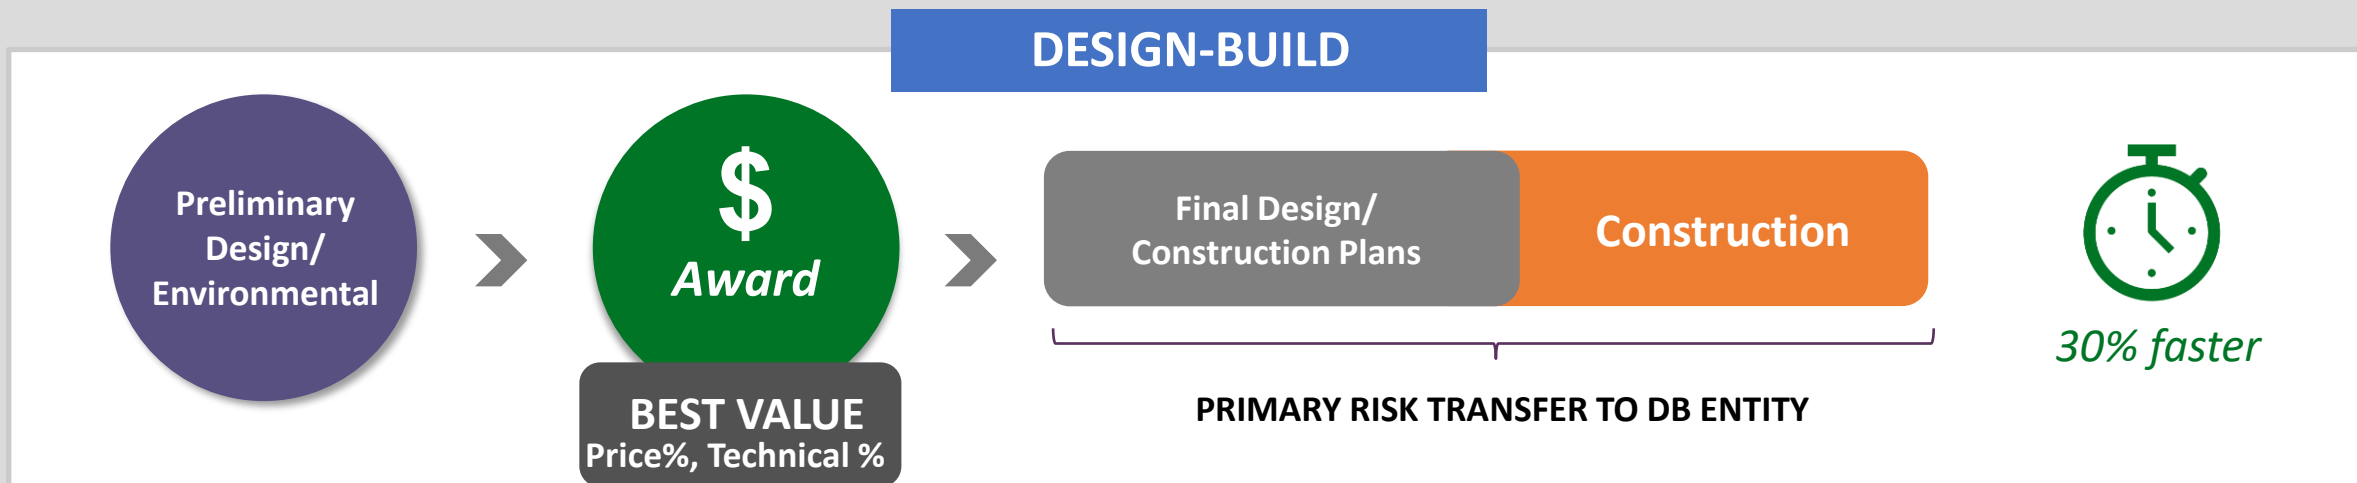 DESIGN-BUILD
Preliminary
Design/
Environmental
$
Award
BEST VALUE
Price%, Technical %
Final Design/
Construction Plans
Construction
PRIMARY RISK TRANSFER TO DB ENTITY
30% faster